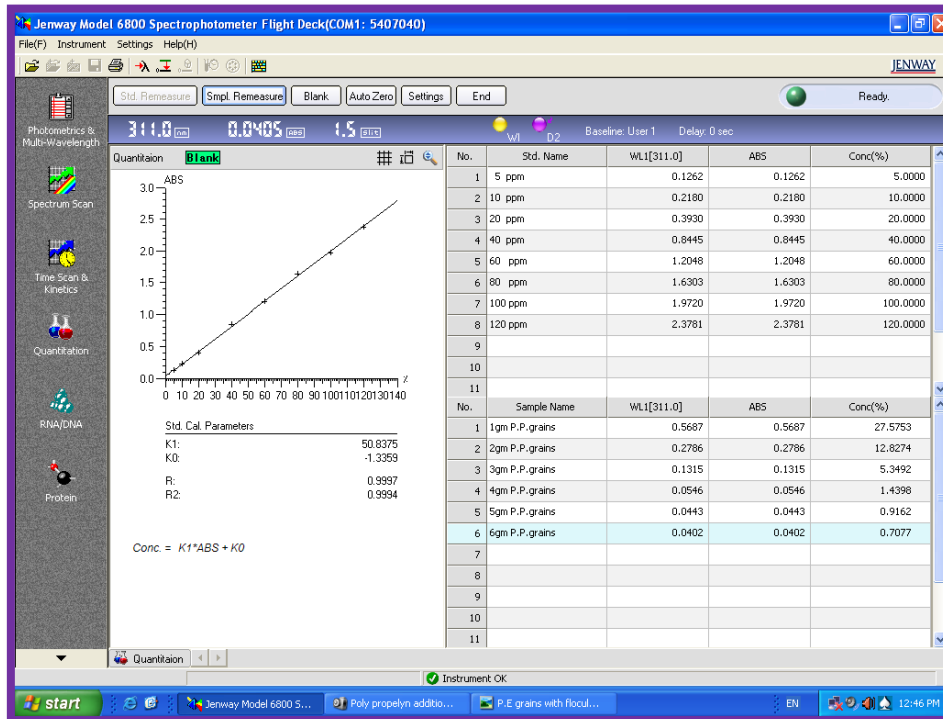 Jenway Model 6800 Spectrophotometer Flight Deck(COM1: 5407040)
File(F) Instrument Settings Help(H)
JENWAY
Std. Remeasure Smpl. Remeasure Blank Auto Zero Settings End Ready.
311.0 nm 0.0405 ABS 1.5 Slit WI D2 Baseline: User 1 Delay: 0 sec
Photometrics &
Multi-Wavelength
Spectrum Scan
Time Scan &
Kinetics
Quantitation
RNA/DNA
Protein
Quantitaion Blank
ABS
3.0
2.5
2.0
1.5
1.0
0.5
0.0
0 10 20 30 40 50 60 70 80 90 100110120130140 %
Std. Cal. Parameters
K1: 50.8375
K0: -1.3359
R: 0.9997
R2: 0.9994
Conc. = K1*ABS + K0
No. Std. Name WL1[311.0] ABS Conc(%)
1 5 ppm 0.1262 0.1262 5.0000
2 10 ppm 0.2180 0.2180 10.0000
3 20 ppm 0.3930 0.3930 20.0000
4 40 ppm 0.8445 0.8445 40.0000
5 60 ppm 1.2048 1.2048 60.0000
6 80 ppm 1.6303 1.6303 80.0000
7 100 ppm 1.9720 1.9720 100.0000
8 120 ppm 2.3781 2.3781 120.0000
9
10
11
No. Sample Name WL1[311.0] ABS Conc(%)
1 1gm P.P.grains 0.5687 0.5687 27.5753
2 2gm P.P.grains 0.2786 0.2786 12.8274
3 3gm P.P.grains 0.1315 0.1315 5.3492
4 4gm P.P.grains 0.0546 0.0546 1.4398
5 5gm P.P.grains 0.0443 0.0443 0.9162
6 6gm P.P.grains 0.0402 0.0402 0.7077
7
8
9
10
11
Quantitaion
Instrument OK
start Jenway Model 6800 S... Poly propelyn additio... P.E grains with flocul... EN 12:46 PM